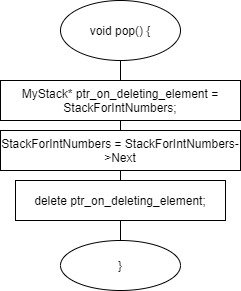 void pop() {
MyStack* ptr_on_deleting_element =
StackForIntNumbers;
StackForIntNumbers = StackForIntNumbers-
>Next
delete ptr_on_deleting_element;
}